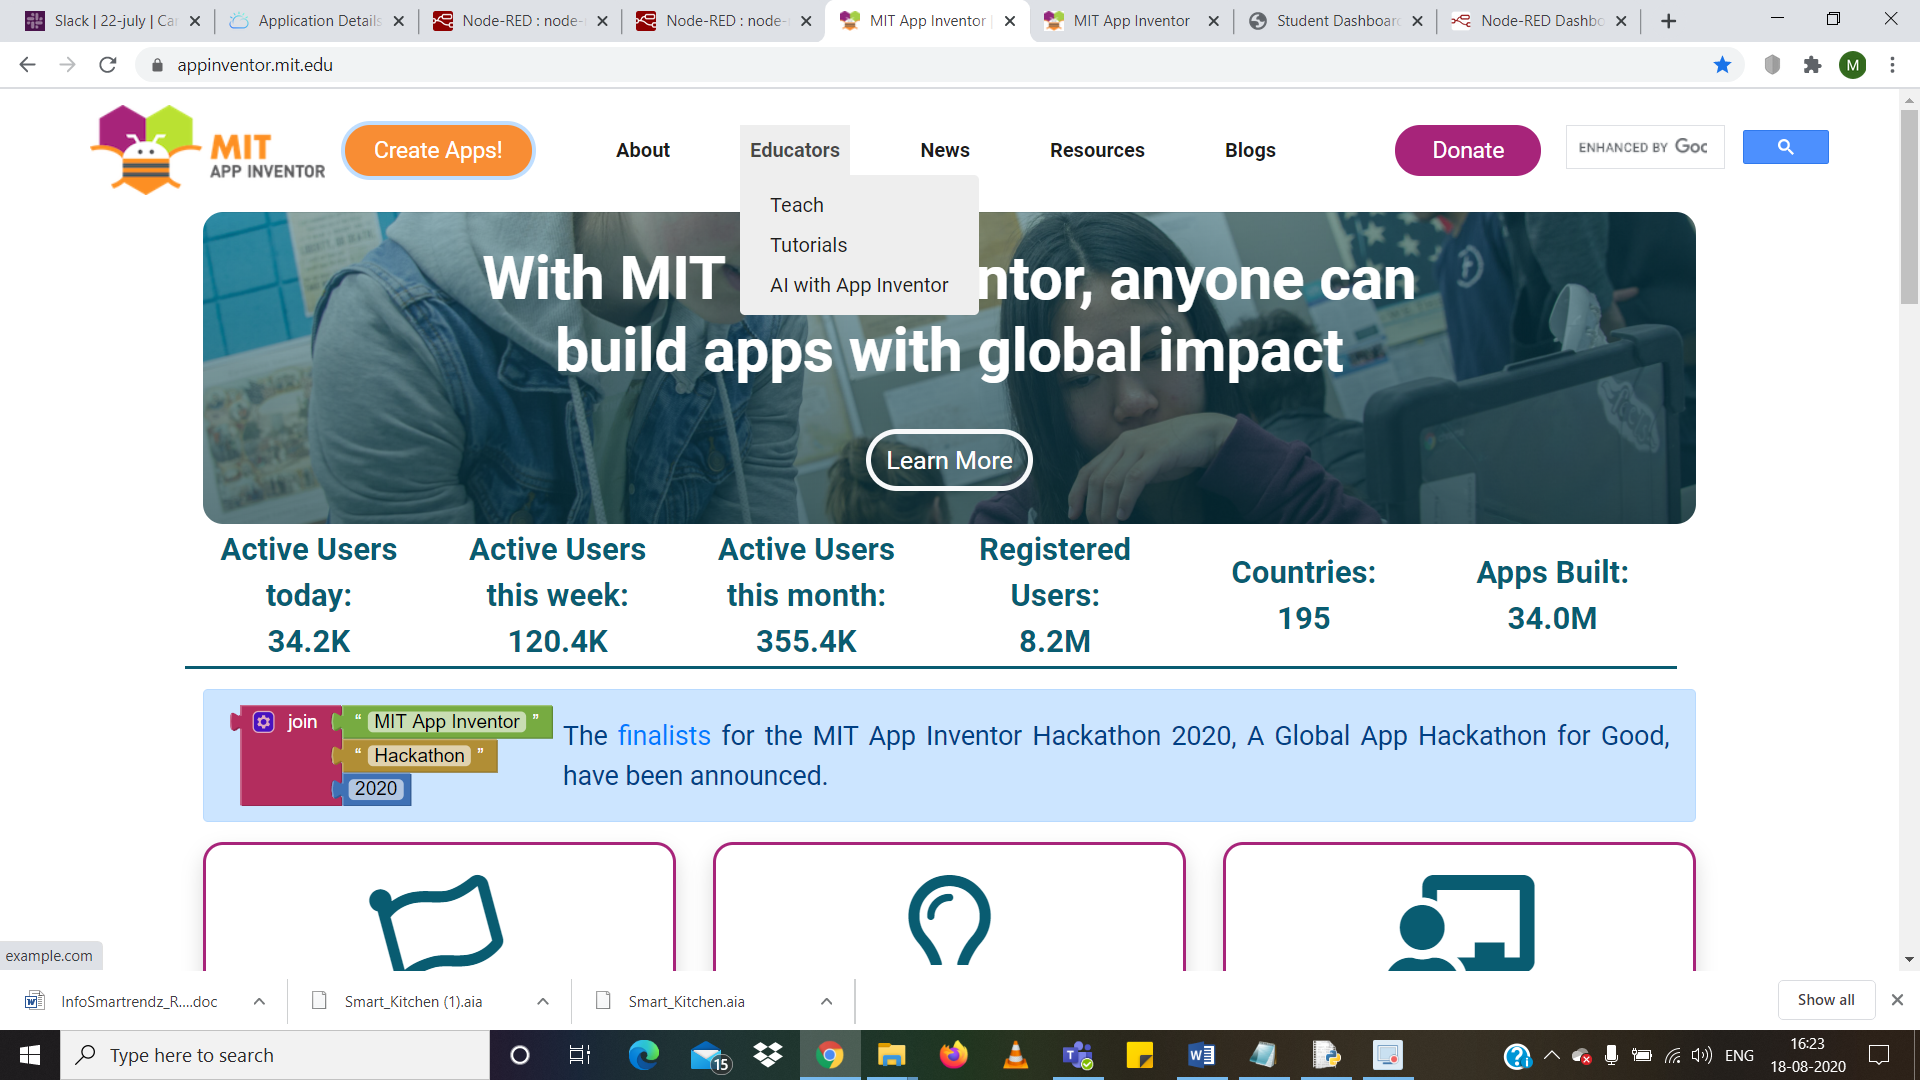 Slack | 22-july | Car
Application Details
Node-RED : node-
Node-RED : node-
MIT App Inventor |
MIT App Inventor
Student Dashboard
Node-RED Dashbo
appinventor.mit.edu
M
MIT
APP INVENTOR
Create Apps!
About
Educators
News
Resources
Blogs
Donate
ENHANCED BY Goo
Teach
Tutorials
AI with App Inventor
With MIT
ntor, anyone can
build apps with global impact
Learn More
Active Users
today:
34.2K
Active Users
this week:
120.4K
Active Users
this month:
355.4K
Registered
Users:
8.2M
Countries:
195
Apps Built:
34.0M
join
“ MIT App Inventor ”
“ Hackathon ”
2020
The finalists for the MIT App Inventor Hackathon 2020, A Global App Hackathon for Good,
have been announced.
example.com
InfoSmartrendz_R....doc
Smart_Kitchen (1).aia
Smart_Kitchen.aia
Show all
Type here to search
15
ENG
16:23
18-08-2020